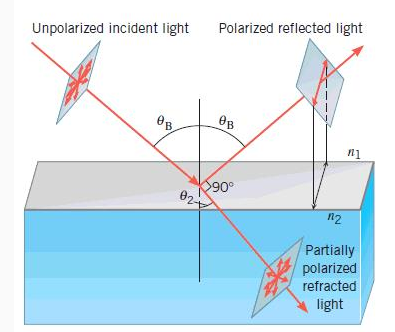 Unpolarized incident light
Polarized reflected light
θB
θB
n1
90°
θ2
n2
Partially
polarized
refracted
light